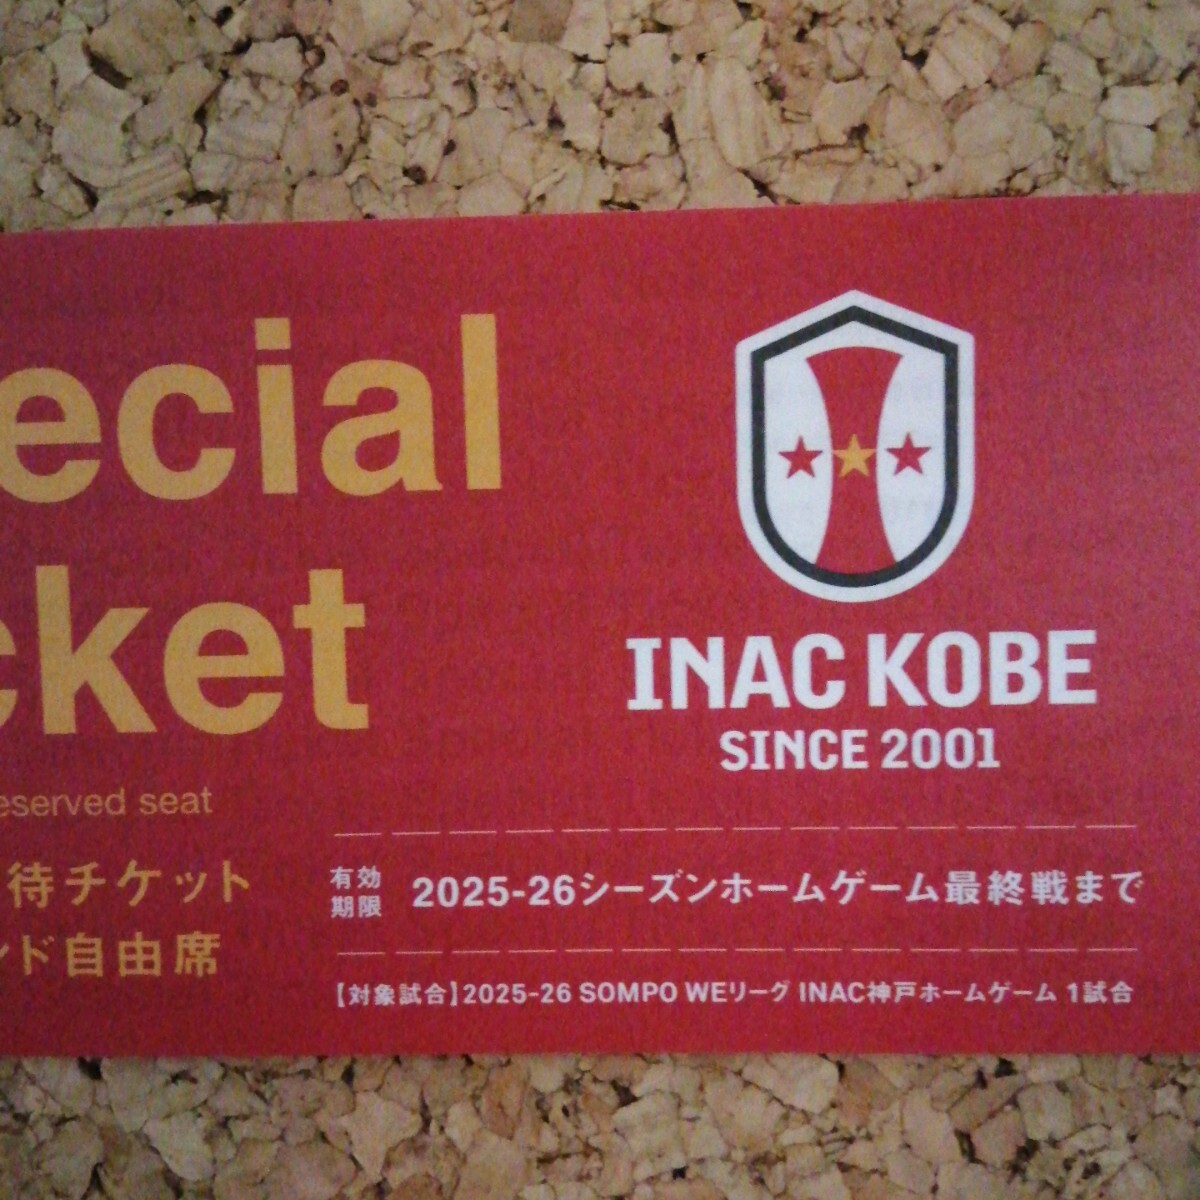 ecial
cket
eserved seat
待チケット
ンド自由席
INAC KOBE
SINCE 2001
有効期限 2025-26シーズンホームゲーム最終戦まで
【対象試合】2025-26 SOMPO WEリーグ INAC神戸ホームゲーム 1試合